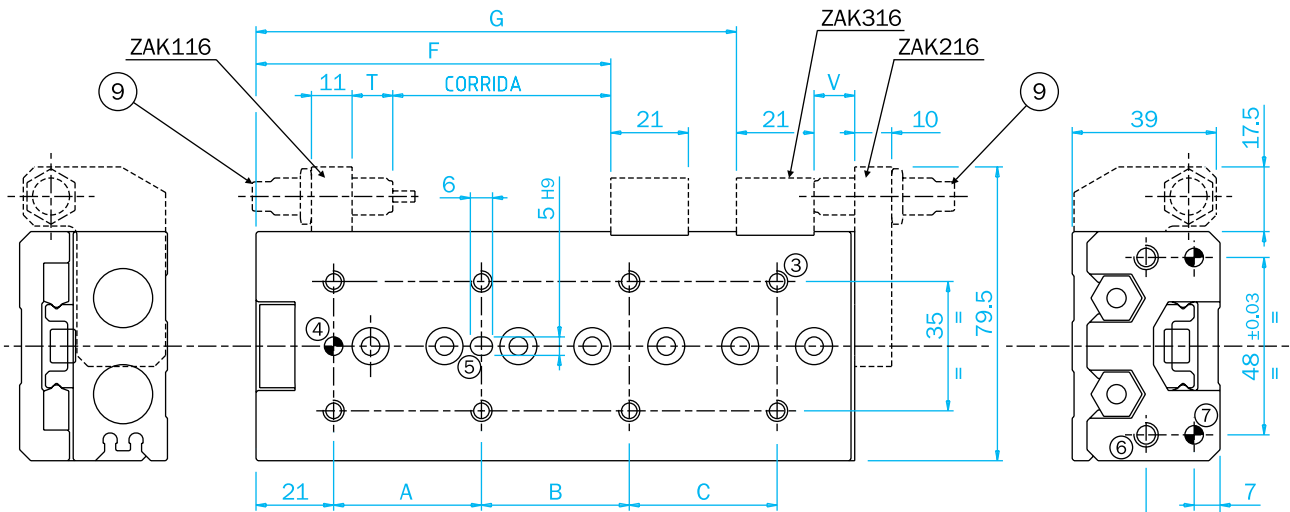 G
ZAK316
ZAK116
F
ZAK216
9
11
T
CORRIDA
V
9
21
21
10
39
17.5
6
5 H9
3
4
5
35
=
=
79.5
48 ±0.03
=
=
7
6
21
A
B
C
7